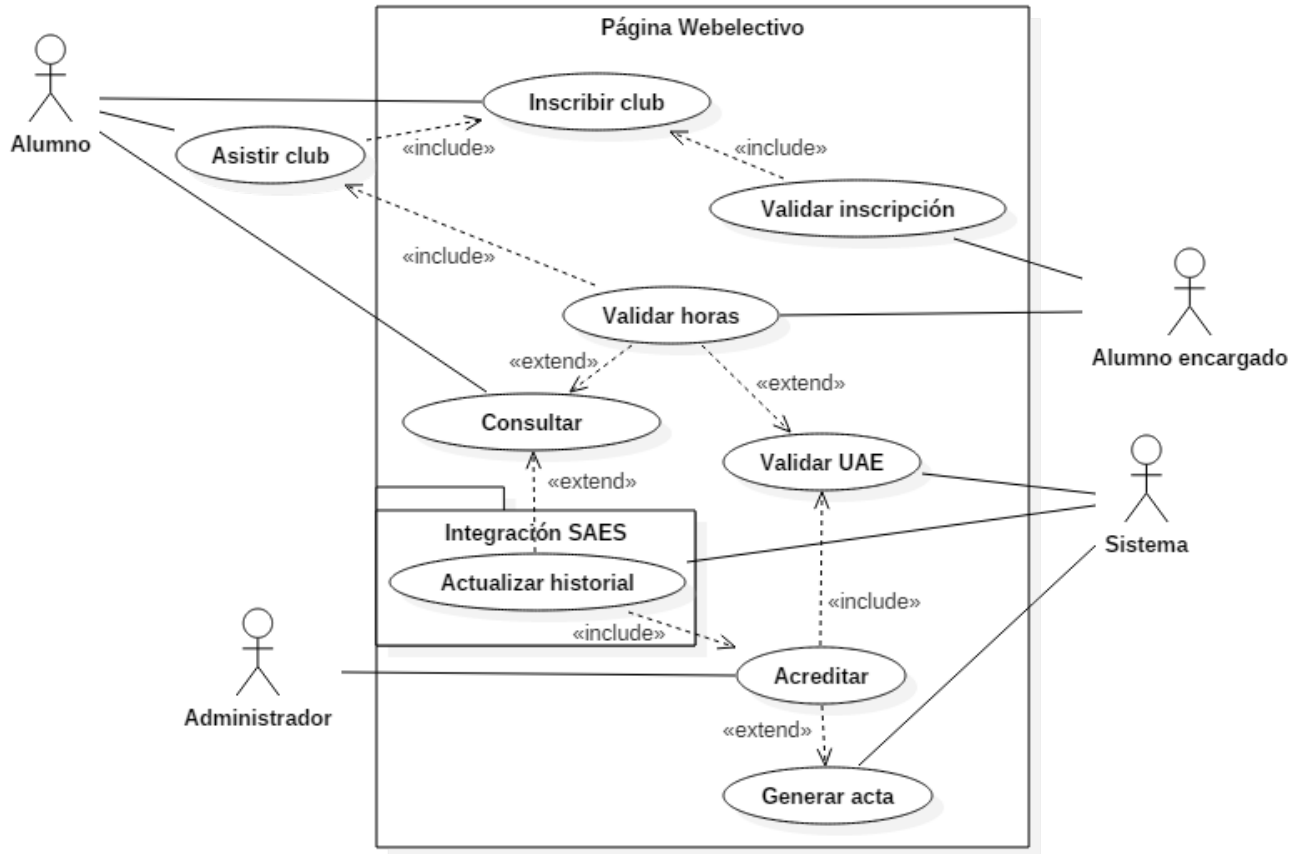 Página Webelectivo
Inscribir club
Alumno
Asistir club
«include»
«include»
Validar inscripción
«include»
Validar horas
Alumno encargado
«extend»
«extend»
Consultar
Validar UAE
«extend»
Integración SAES
Sistema
Actualizar historial
«include»
«include»
Acreditar
Administrador
«extend»
Generar acta